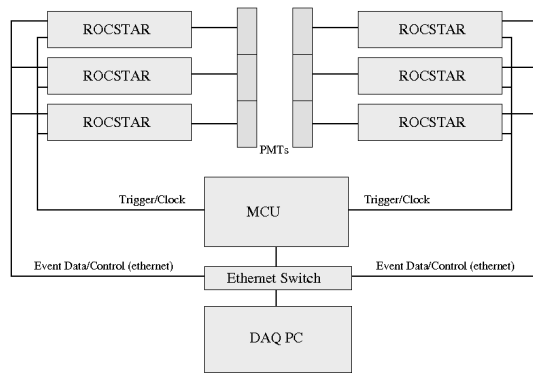 ROCSTAR ROCSTAR
ROCSTAR ROCSTAR
ROCSTAR ROCSTAR
PMTs
Trigger/Clock MCU Trigger/Clock
Event Data/Control (ethernet) Ethernet Switch Event Data/Control (ethernet)
DAQ PC